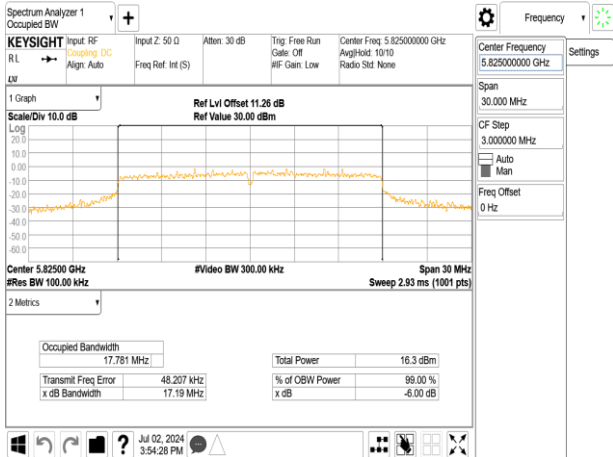 Spectrum Analyzer 1
Occupied BW
KEYSIGHT
RL
Input: RF
Coupling: DC
Align: Auto
Input Z: 50 Ω
Freq Ref: Int (S)
Atten: 30 dB
Trig: Free Run
Gate: Off
#IF Gain: Low
Center Freq: 5.825000000 GHz
Avg|Hold: 10/10
Radio Std: None
1 Graph
Scale/Div 10.0 dB
Ref Lvl Offset 11.26 dB
Ref Value 30.00 dBm
Log
20.0
10.0
0.00
-10.0
-20.0
-30.0
-40.0
-50.0
-60.0
Center 5.82500 GHz
#Res BW 100.00 kHz
#Video BW 300.00 kHz
Span 30 MHz
Sweep 2.93 ms (1001 pts)
2 Metrics
Occupied Bandwidth
17.781 MHz
Transmit Freq Error 48.207 kHz
x dB Bandwidth 17.19 MHz
Total Power 16.3 dBm
% of OBW Power 99.00 %
x dB -6.00 dB
Jul 02, 2024
3:54:28 PM
Frequency
Settings
Center Frequency
5.825000000 GHz
Span
30.000 MHz
CF Step
3.000000 MHz
Auto
Man
Freq Offset
0 Hz